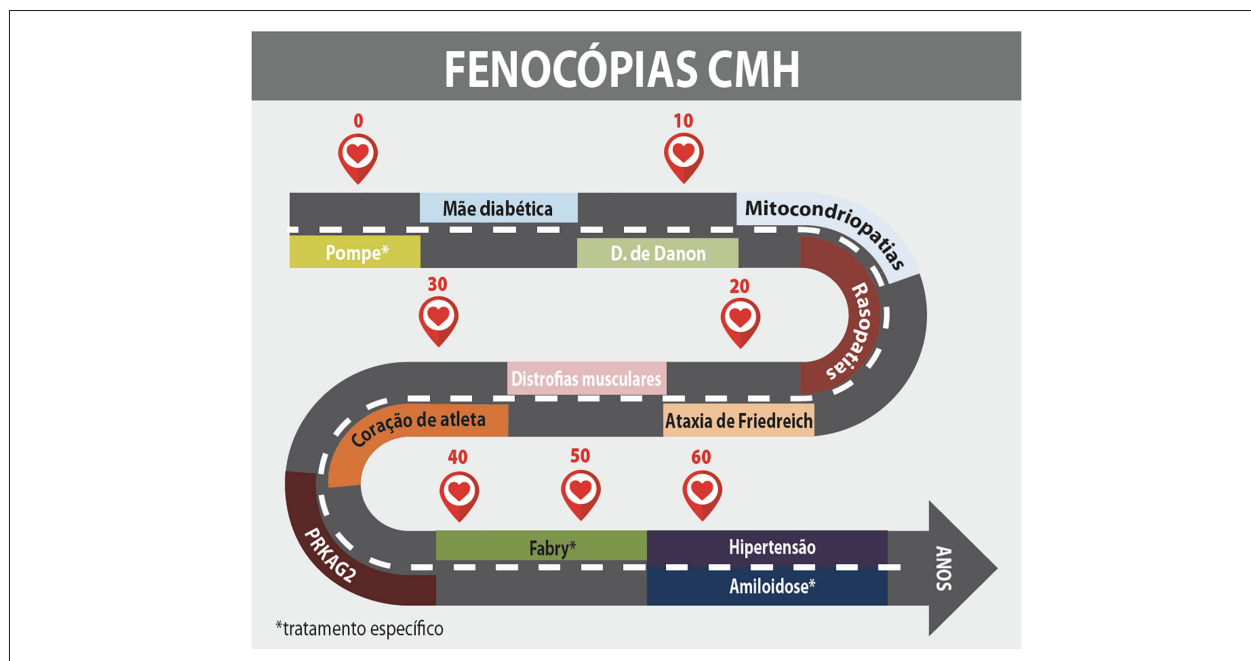 FENOCÓPIAS CMH
0
10
Mãe diabética
Mitocondriopatias
Pompe*
D. de Danon
Rasopatias
30
20
Distrofias musculares
Coração de atleta
Ataxia de Friedreich
40
50
60
PRKAG2
Fabry*
Hipertensão
Amiloidose*
ANOS
*tratamento específico